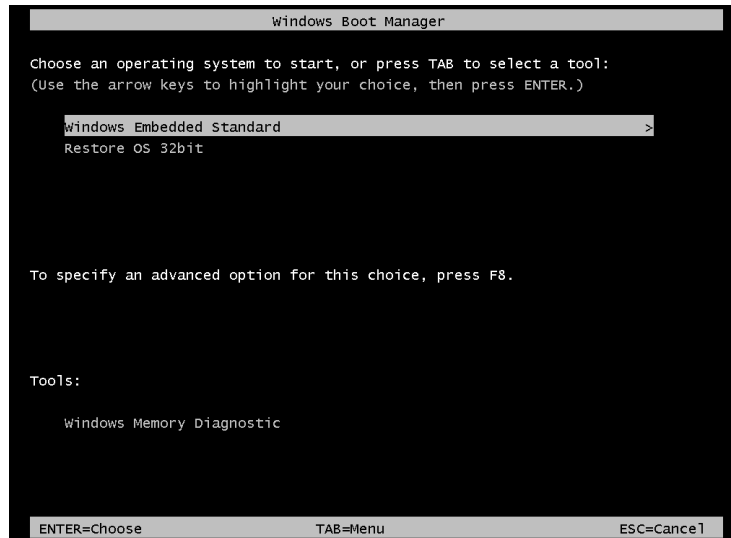 Windows Boot Manager
Choose an operating system to start, or press TAB to select a tool:
(Use the arrow keys to highlight your choice, then press ENTER.)
Windows Embedded Standard >
Restore OS 32bit
To specify an advanced option for this choice, press F8.
Tools:
Windows Memory Diagnostic
ENTER=Choose TAB=Menu ESC=Cancel